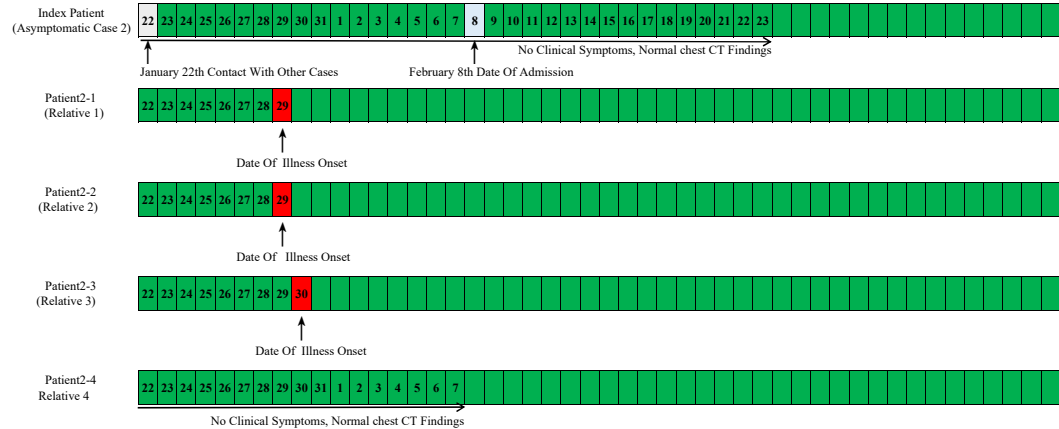 Index Patient
(Asymptomatic Case 2)
22 23 24 25 26 27 28 29 30 31 1 2 3 4 5 6 7 8 9 10 11 12 13 14 15 16 17 18 19 20 21 22 23
No Clinical Symptoms, Normal chest CT Findings
January 22th Contact With Other Cases
February 8th Date Of Admission
Patient2-1
(Relative 1)
22 23 24 25 26 27 28 29
Date Of Illness Onset
Patient2-2
(Relative 2)
22 23 24 25 26 27 28 29
Date Of Illness Onset
Patient2-3
(Relative 3)
22 23 24 25 26 27 28 29 30
Date Of Illness Onset
Patient2-4
Relative 4
22 23 24 25 26 27 28 29 30 31 1 2 3 4 5 6 7
No Clinical Symptoms, Normal chest CT Findings